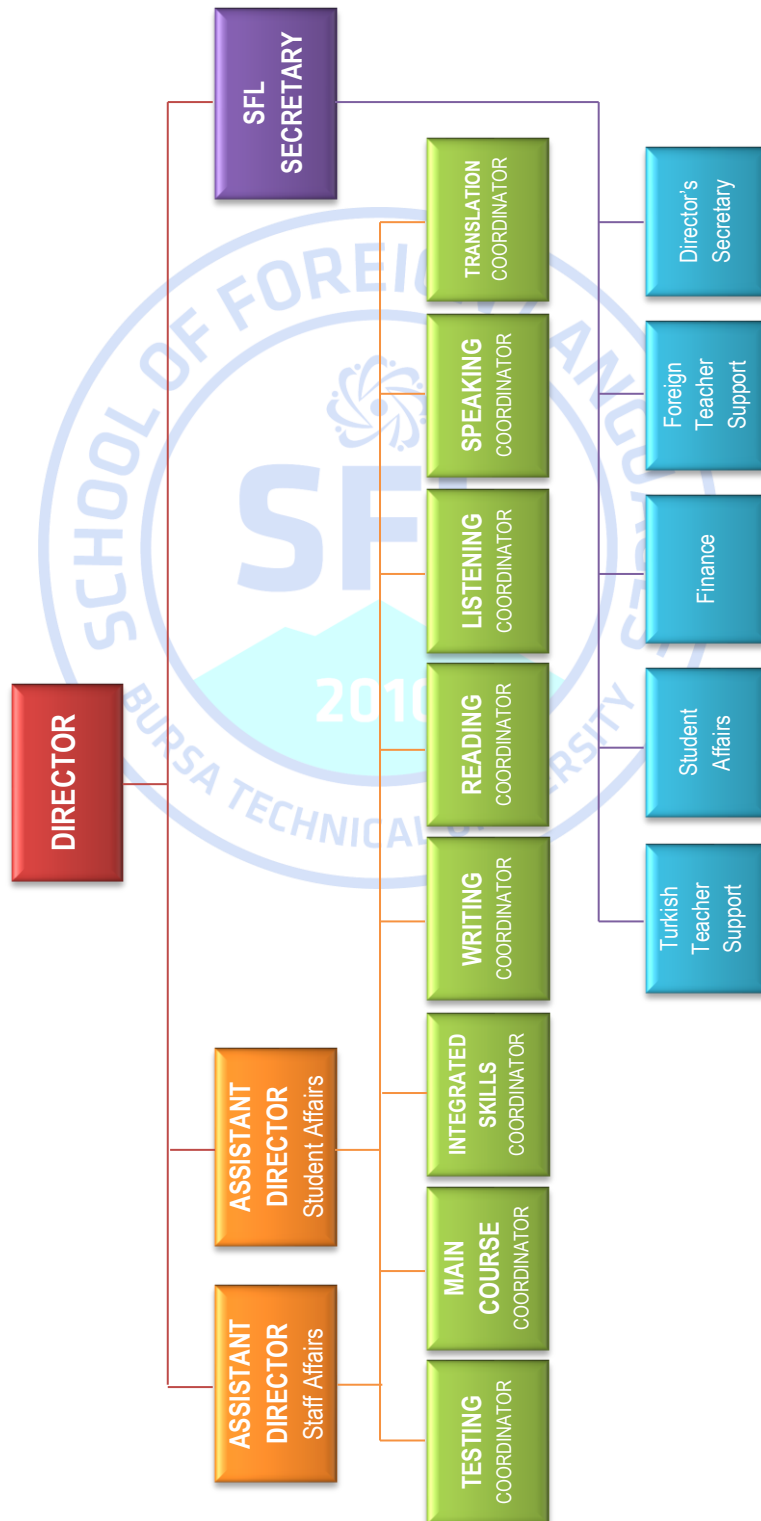 DIRECTOR
ASSISTANT
DIRECTOR
Staff Affairs
ASSISTANT
DIRECTOR
Student Affairs
SFL
SECRETARY
TESTING
COORDINATOR
MAIN
COURSE
COORDINATOR
INTEGRATED
SKILLS
COORDINATOR
WRITING
COORDINATOR
READING
COORDINATOR
LISTENING
COORDINATOR
SPEAKING
COORDINATOR
TRANSLATION
COORDINATOR
Turkish
Teacher
Support
Student
Affairs
Finance
Foreign
Teacher
Support
Director's
Secretary
SCHOOL OF FOREIGN LANGUAGES
2010
BURSA TECHNICAL UNIVERSITY